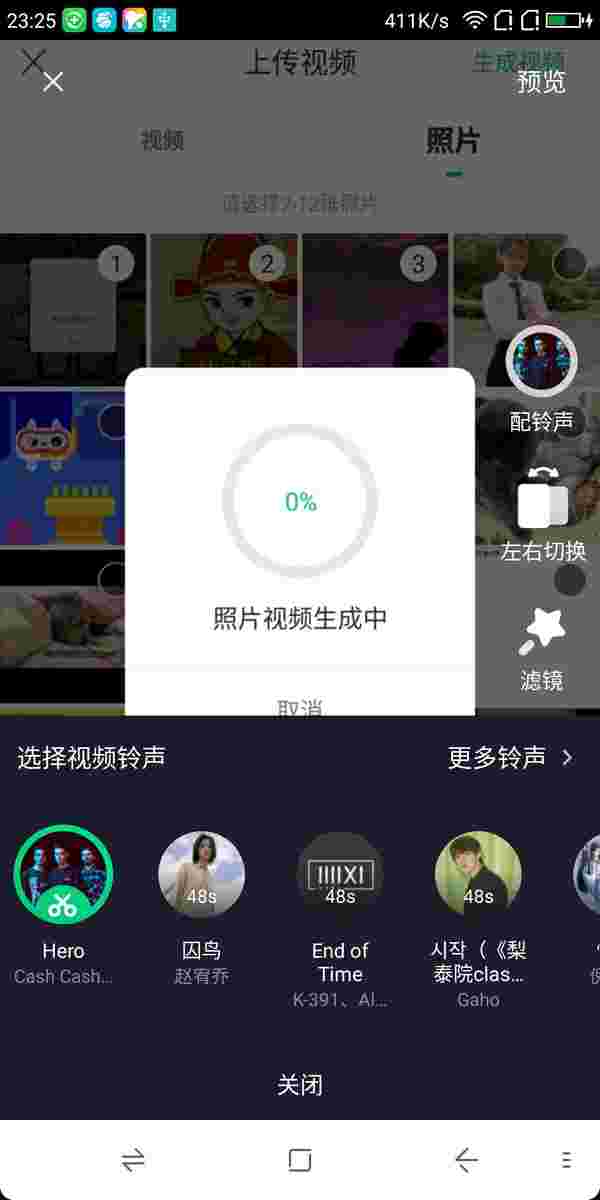 23:25
411K/s
上传视频
生成视频
预览
视频
照片
请选择2-12张照片
1
2
3
配铃声
左右切换
滤镜
0%
照片视频生成中
取消
选择视频铃声
更多铃声
48s
48s
48s
Hero
Cash Cash...
囚鸟
赵宥乔
End of
Time
K-391、Al...
시작（《梨
泰院clas...
Gaho
关闭